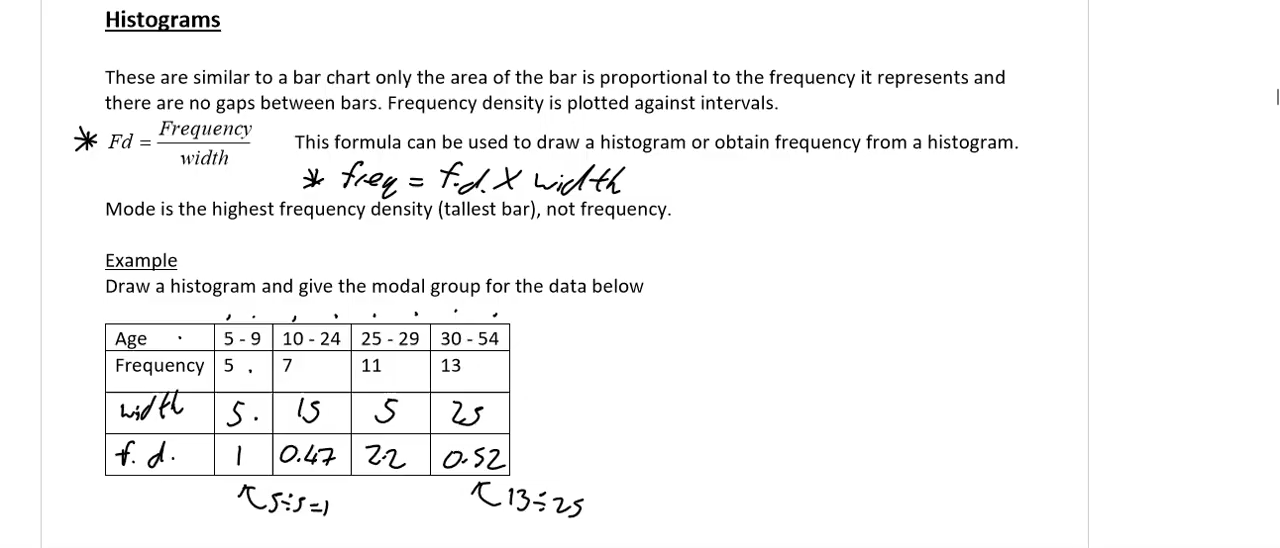 Histograms
These are similar to a bar chart only the area of the bar is proportional to the frequency it represents and
there are no gaps between bars. Frequency density is plotted against intervals.
* Fd = Frequency / width This formula can be used to draw a histogram or obtain frequency from a histogram.
* freq = f.d. × width
Mode is the highest frequency density (tallest bar), not frequency.
Example
Draw a histogram and give the modal group for the data below
Age 5 - 9 10 - 24 25 - 29 30 - 54
Frequency 5 7 11 13
width 5 15 5 25
f.d. 1 0.47 2.2 0.52
↖ 5÷5=1 ↖ 13÷25